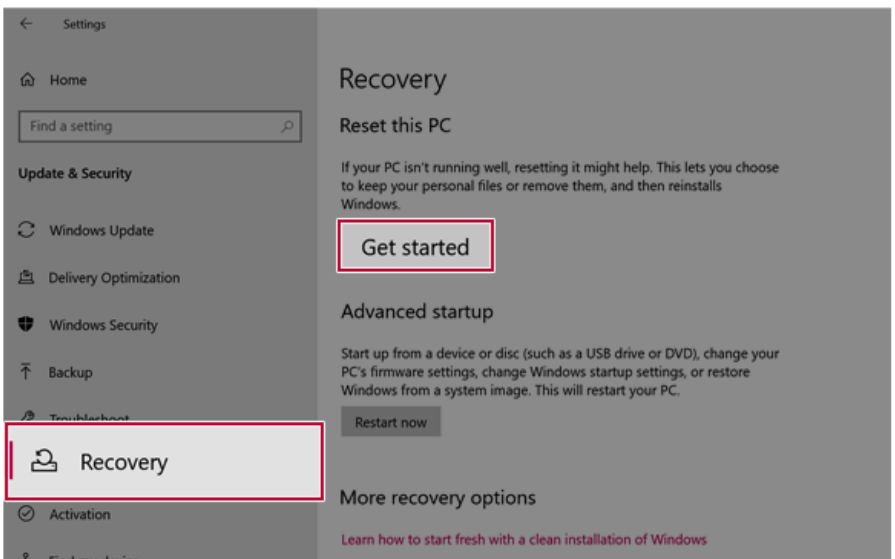 Settings
Home
Find a setting
Update & Security
Windows Update
Delivery Optimization
Windows Security
Backup
Troubleshoot
Recovery
Activation
Recovery
Reset this PC
If your PC isn't running well, resetting it might help. This lets you choose
to keep your personal files or remove them, and then reinstalls
Windows.
Get started
Advanced startup
Start up from a device or disc (such as a USB drive or DVD), change your
PC's firmware settings, change Windows startup settings, or restore
Windows from a system image. This will restart your PC.
Restart now
More recovery options
Learn how to start fresh with a clean installation of Windows